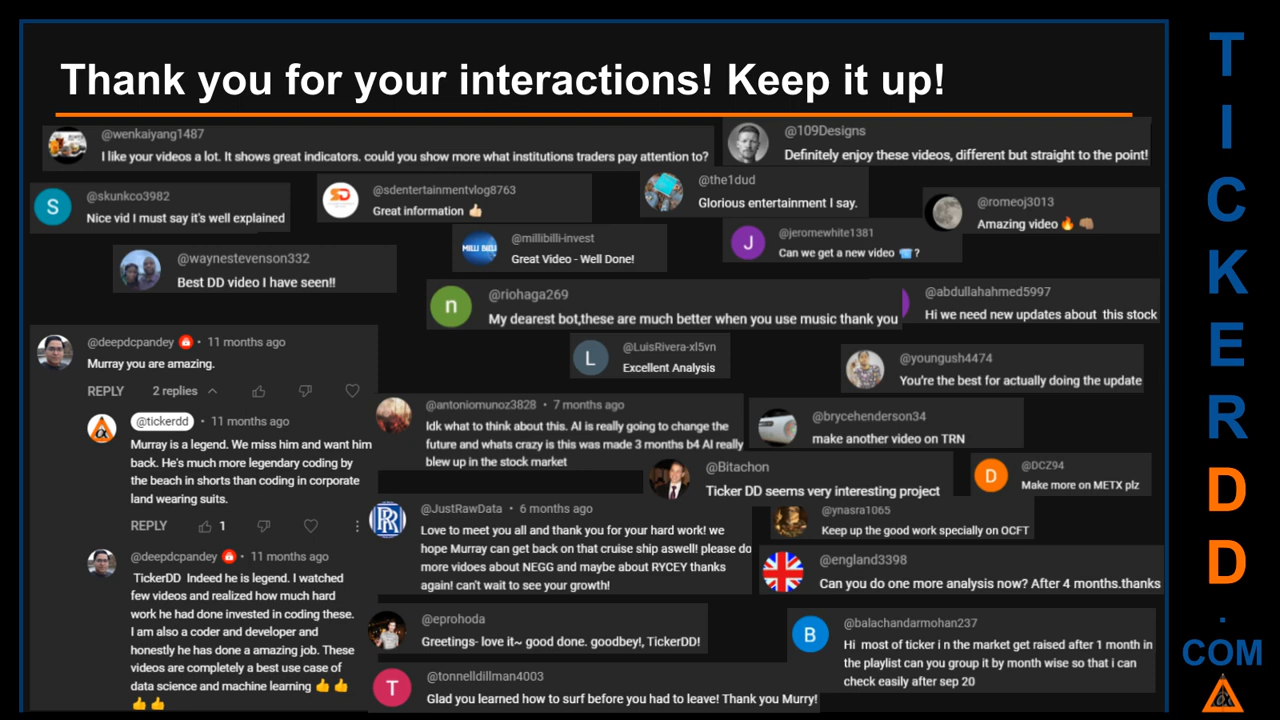 Thank you for your interactions! Keep it up!
@wenkaiyang1487
I like your videos a lot. It shows great indicators. could you show more what institutions traders pay attention to?
@109Designs
Definitely enjoy these videos, different but straight to the point!
@skunkco3982
Nice vid I must say it's well explained
@sdentertainmentvlog8763
Great information 👍🏻
@the1dud
Glorious entertainment I say.
@romeoj3013
Amazing video 🔥 👊🏽
@millibilli-invest
Great Video - Well Done!
MILLI BILLI
@jeromewhite1381
Can we get a new video ?
@waynestevenson332
Best DD video I have seen!!
@riohaga269
My dearest bot,these are much better when you use music thank you
@abdullahahmed5997
Hi we need new updates about this stock
@LuisRivera-xl5vn
Excellent Analysis
@youngush4474
You're the best for actually doing the update
@deepdcpandey • 11 months ago
Murray you are amazing.
REPLY 2 replies
@tickerdd • 11 months ago
Murray is a legend. We miss him and want him
back. He's much more legendary coding by
the beach in shorts than coding in corporate
land wearing suits.
REPLY 1
@deepdcpandey • 11 months ago
TickerDD Indeed he is legend. I watched
few videos and realized how much hard
work he had done invested in coding these.
I am also a coder and developer and
honestly he has done a amazing job. These
videos are completely a best use case of
data science and machine learning 👍 👍
👍 👍
@antoniomunoz3828 • 7 months ago
Idk what to think about this. AI is really going to change the
future and whats crazy is this was made 3 months b4 AI really
blew up in the stock market
@brycehenderson34
make another video on TRN
@Bitachon
Ticker DD seems very interesting project
@DCZ94
Make more on METX plz
@JustRawData • 6 months ago
Love to meet you all and thank you for your hard work! we
hope Murray can get back on that cruise ship aswell! please do
more vidoes about NEGG and maybe about RYCEY thanks
again! can't wait to see your growth!
@ynasra1065
Keep up the good work specially on OCFT
@england3398
Can you do one more analysis now? After 4 months.thanks
@eprohoda
Greetings- love it~ good done. goodbey!, TickerDD!
@balachandarmohan237
Hi most of ticker i n the market get raised after 1 month in
the playlist can you group it by month wise so that i can
check easily after sep 20
@tonnelldillman4003
Glad you learned how to surf before you had to leave! Thank you Murry!
S
SD
J
n
L
D
RR
B
T
TICKERDD
.
COM
α